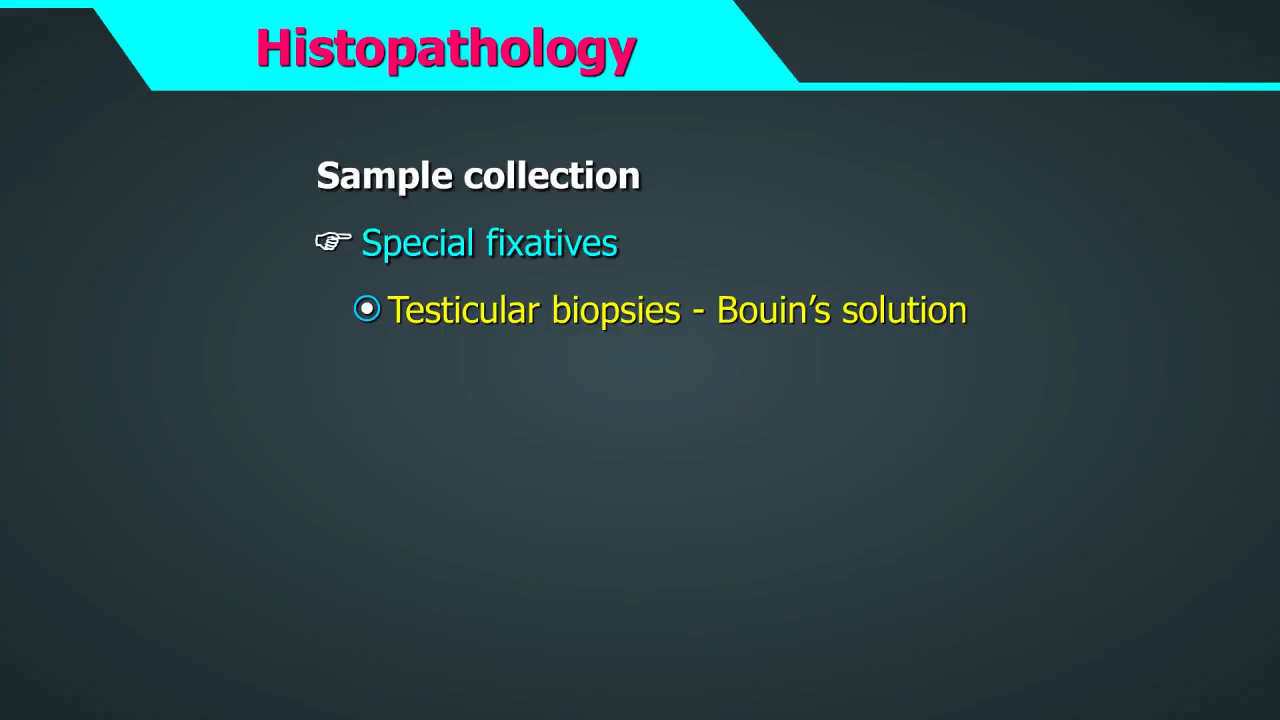 Histopathology
Sample collection
☞ Special fixatives
Testicular biopsies - Bouin’s solution